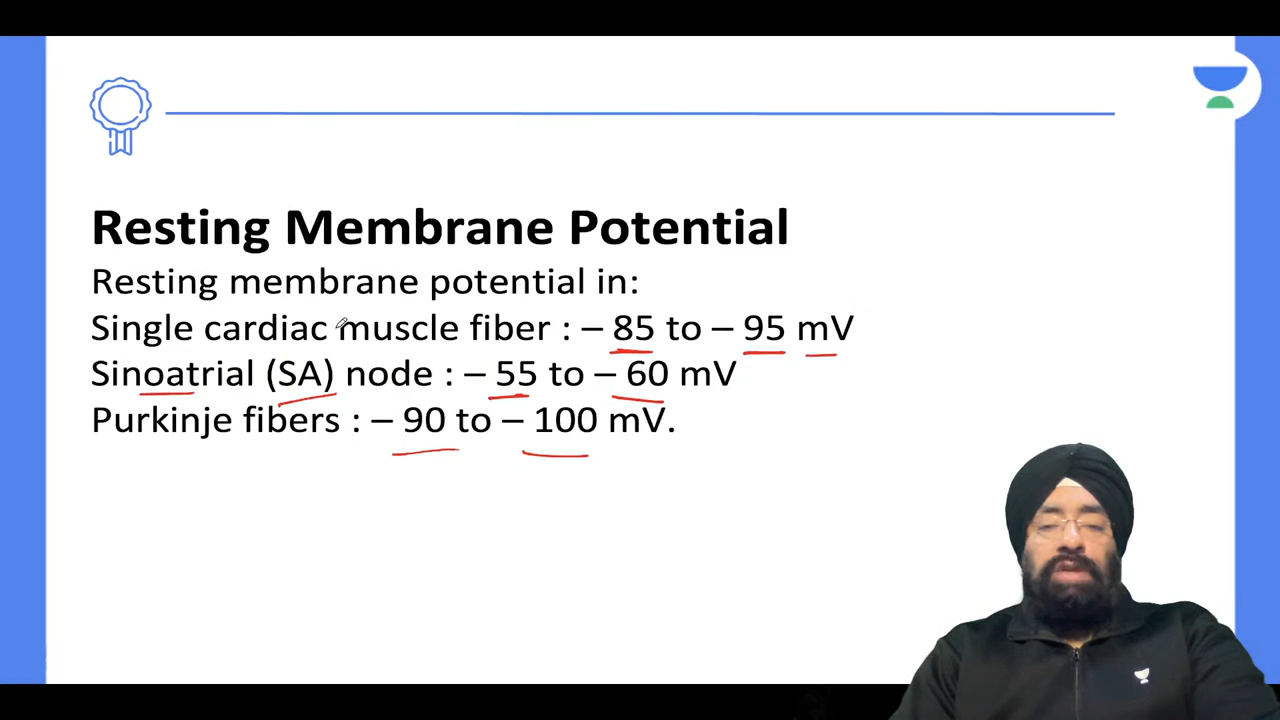 Resting Membrane Potential
Resting membrane potential in:
Single cardiac muscle fiber : – 85 to – 95 mV
Sinoatrial (SA) node : – 55 to – 60 mV
Purkinje fibers : – 90 to – 100 mV.